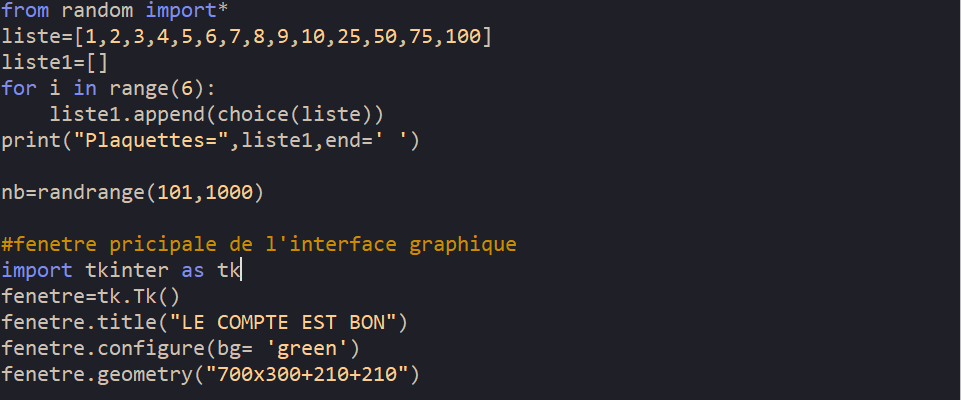 from random import*
liste=[1,2,3,4,5,6,7,8,9,10,25,50,75,100]
liste1=[]
for i in range(6):
    liste1.append(choice(liste))
print("Plaquettes=",liste1,end=' ')
nb=randrange(101,1000)
#fenetre pricipale de l'interface graphique
import tkinter as tk
fenetre=tk.Tk()
fenetre.title("LE COMPTE EST BON")
fenetre.configure(bg= 'green')
fenetre.geometry("700x300+210+210")